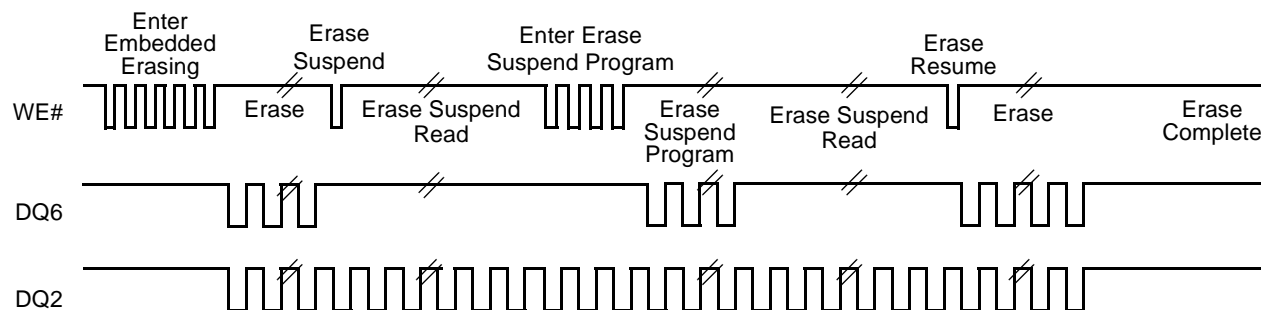 Enter
Embedded
Erasing
Erase
Suspend
Enter Erase
Suspend Program
Erase
Resume
WE#
Erase
Erase Suspend
Read
Erase
Suspend
Program
Erase Suspend
Read
Erase
Erase
Complete
DQ6
DQ2